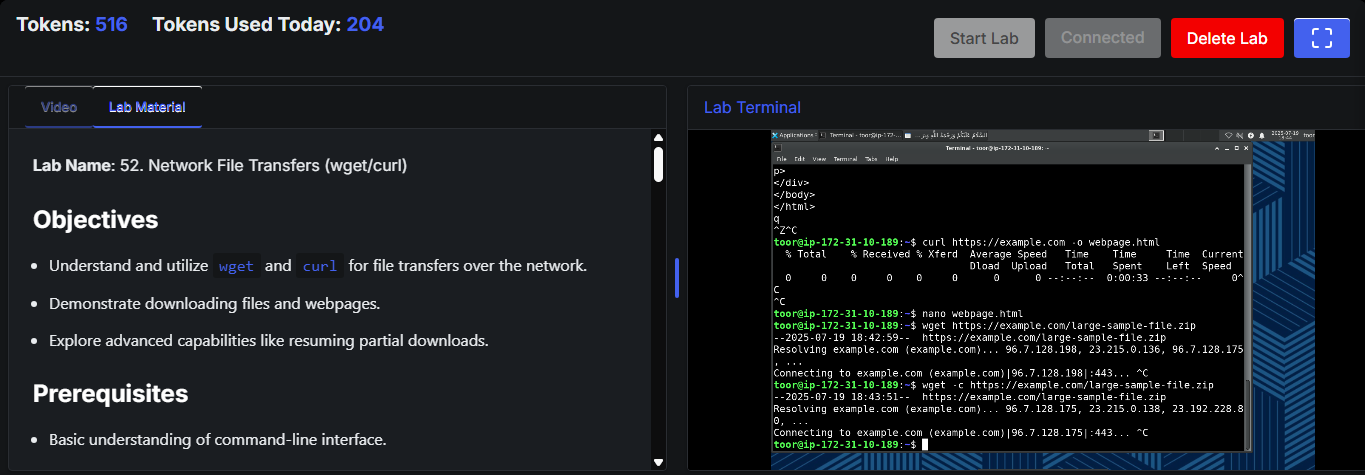 Tokens: 516 Tokens Used Today: 204
Start Lab
Connected
Delete Lab
Video
Lab Material
Lab Name: 52. Network File Transfers (wget/curl)
Objectives
Understand and utilize wget and curl for file transfers over the network.
Demonstrate downloading files and webpages.
Explore advanced capabilities like resuming partial downloads.
Prerequisites
Basic understanding of command-line interface.
Lab Terminal
Applications
Terminal - toor@ip-172-...
2025-07-19
toor
Terminal - toor@ip-172-31-10-189: ~
File Edit View Terminal Tabs Help
p>
</div>
</body>
</html>
q
^Z^C
toor@ip-172-31-10-189:~$ curl https://example.com -o webpage.html
% Total % Received % Xferd Average Speed Time Time Time Current
Dload Upload Total Spent Left Speed
0 0 0 0 0 0 0 0 --:--:-- 0:00:33 --:--:-- 0^
C
^C
toor@ip-172-31-10-189:~$ nano webpage.html
toor@ip-172-31-10-189:~$ wget https://example.com/large-sample-file.zip
--2025-07-19 18:42:59-- https://example.com/large-sample-file.zip
Resolving example.com (example.com)... 96.7.128.198, 23.215.0.136, 96.7.128.175
, ...
Connecting to example.com (example.com)|96.7.128.198|:443... ^C
toor@ip-172-31-10-189:~$ wget -c https://example.com/large-sample-file.zip
--2025-07-19 18:43:51-- https://example.com/large-sample-file.zip
Resolving example.com (example.com)... 96.7.128.175, 23.215.0.138, 23.192.228.8
0, ...
Connecting to example.com (example.com)|96.7.128.175|:443... ^C
toor@ip-172-31-10-189:~$